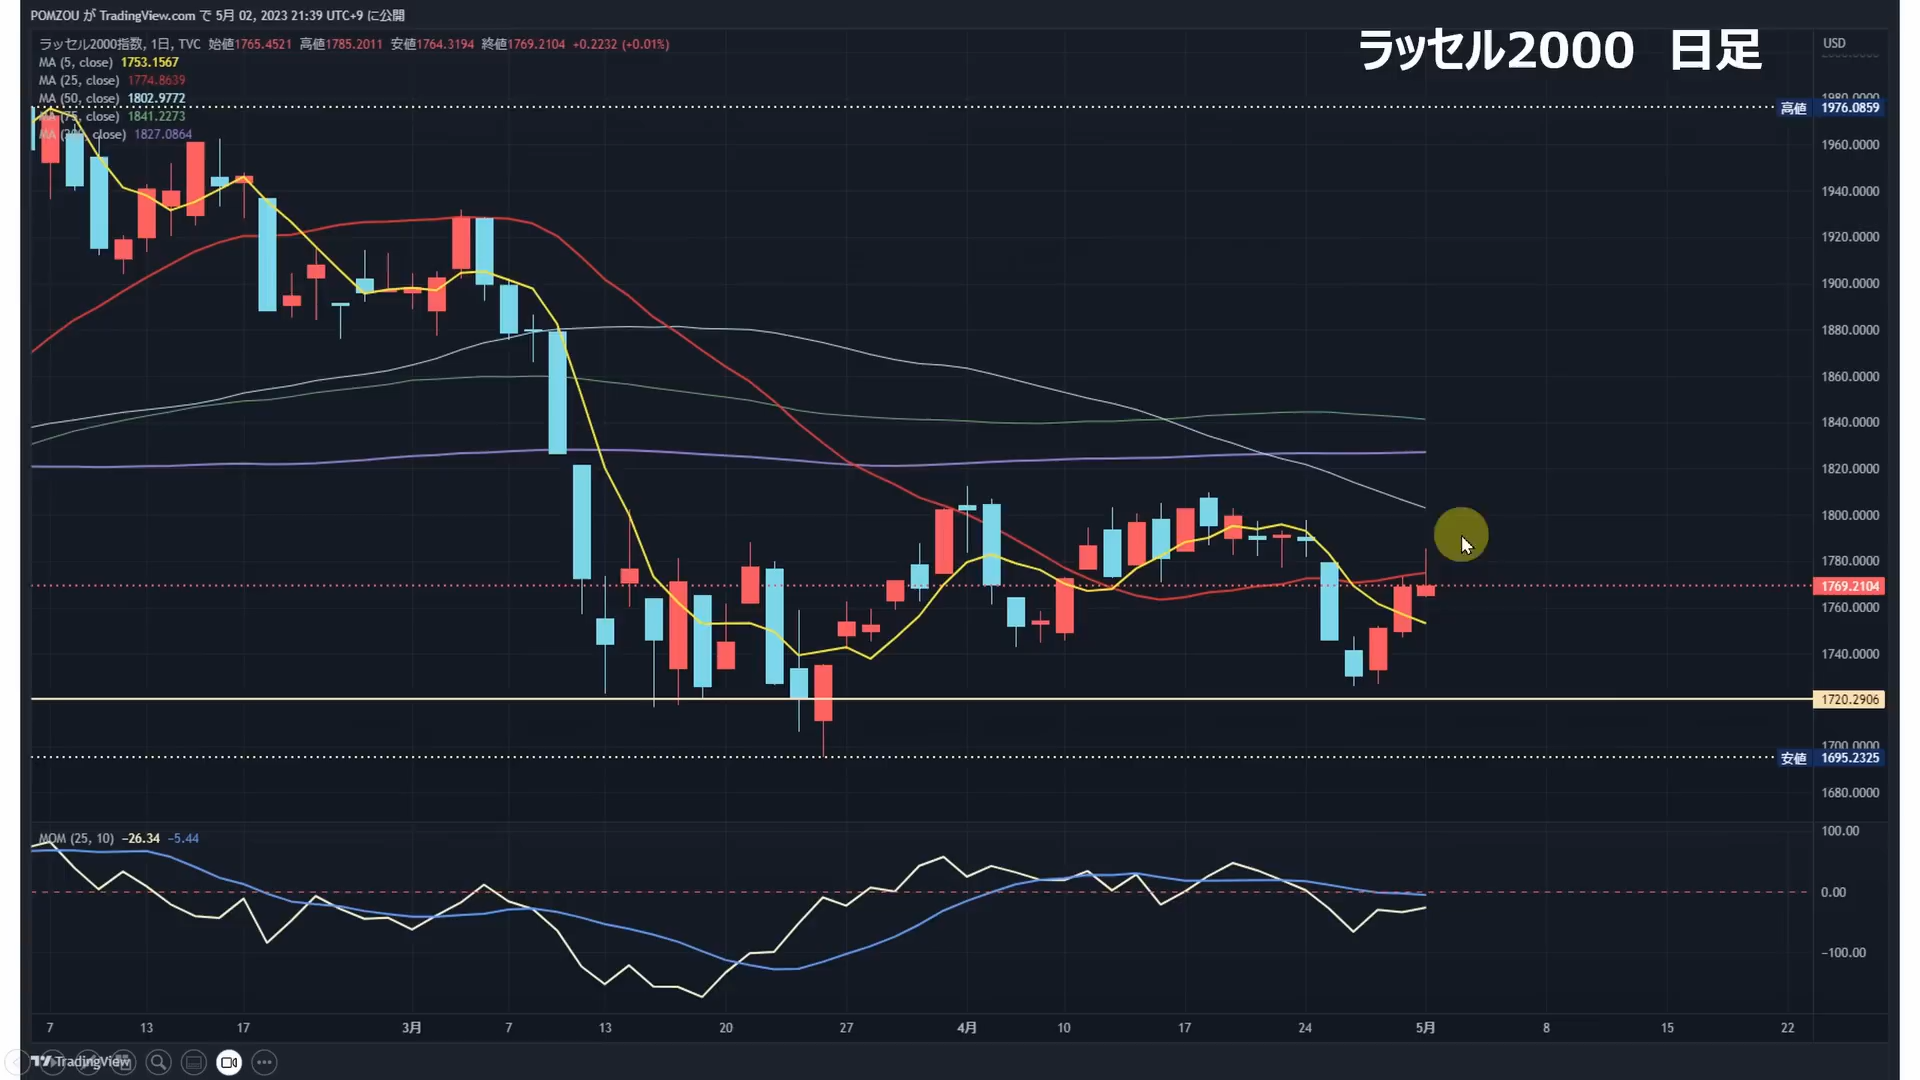 POMZOU が TradingView.com で 5月 02, 2023 21:39 UTC+9 に公開
ラッセル2000 日足
ラッセル2000指数, 1日, TVC 始値1765.4521 高値1785.2011 安値1764.3194 終値1769.2104 +0.2232 (+0.01%)
MA (5, close) 1753.1567
MA (25, close) 1774.8639
MA (50, close) 1802.9772
MA (75, close) 1841.2273
close) 1827.0864
USD
1980.0000
高値 1976.0859
1960.0000
1940.0000
1920.0000
1900.0000
1880.0000
1860.0000
1840.0000
1820.0000
1800.0000
1780.0000
1769.2104
1760.0000
1740.0000
1720.2906
1700.0000
安値 1695.2325
1680.0000
MOM (25, 10) −26.34 −5.44
100.00
0.00
−100.00
7 13 17 3月 7 13 20 27 4月 10 17 24 5月 8 15 22
TradingView